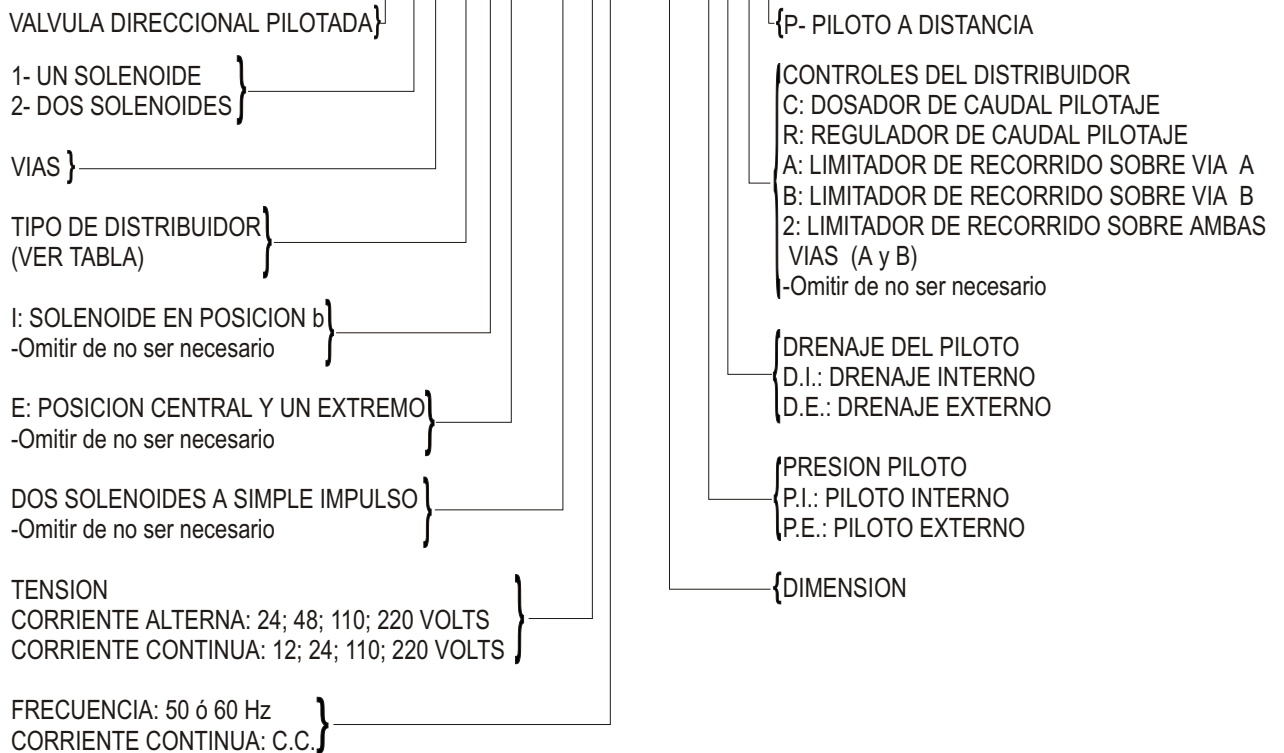 VALVULA DIRECCIONAL PILOTADA
1- UN SOLENOIDE
2- DOS SOLENOIDES
VIAS
TIPO DE DISTRIBUIDOR
(VER TABLA)
I: SOLENOIDE EN POSICION b
-Omitir de no ser necesario
E: POSICION CENTRAL Y UN EXTREMO
-Omitir de no ser necesario
DOS SOLENOIDES A SIMPLE IMPULSO
-Omitir de no ser necesario
TENSION
CORRIENTE ALTERNA: 24; 48; 110; 220 VOLTS
CORRIENTE CONTINUA: 12; 24; 110; 220 VOLTS
FRECUENCIA: 50 ó 60 Hz
CORRIENTE CONTINUA: C.C.
P- PILOTO A DISTANCIA
CONTROLES DEL DISTRIBUIDOR
C: DOSADOR DE CAUDAL PILOTAJE
R: REGULADOR DE CAUDAL PILOTAJE
A: LIMITADOR DE RECORRIDO SOBRE VIA A
B: LIMITADOR DE RECORRIDO SOBRE VIA B
2: LIMITADOR DE RECORRIDO SOBRE AMBAS
VIAS (A y B)
-Omitir de no ser necesario
DRENAJE DEL PILOTO
D.I.: DRENAJE INTERNO
D.E.: DRENAJE EXTERNO
PRESION PILOTO
P.I.: PILOTO INTERNO
P.E.: PILOTO EXTERNO
DIMENSION